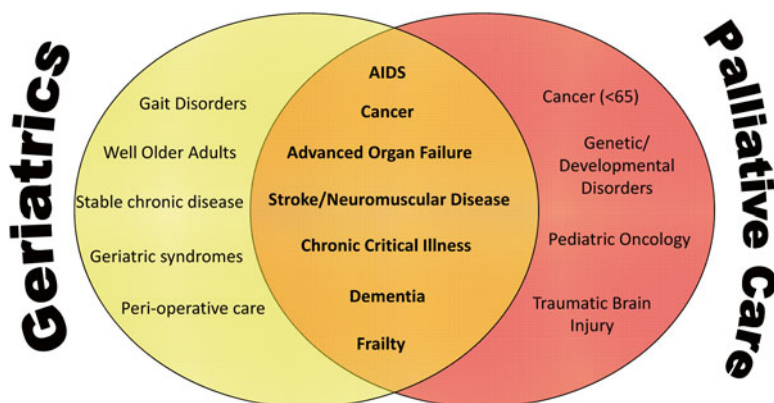 Geriatrics
Gait Disorders
Well Older Adults
Stable chronic disease
Geriatric syndromes
Peri-operative care
AIDS
Cancer
Advanced Organ Failure
Stroke/Neuromuscular Disease
Chronic Critical Illness
Dementia
Frailty
Cancer (<65)
Genetic/
Developmental
Disorders
Pediatric Oncology
Traumatic Brain
Injury
Palliative Care